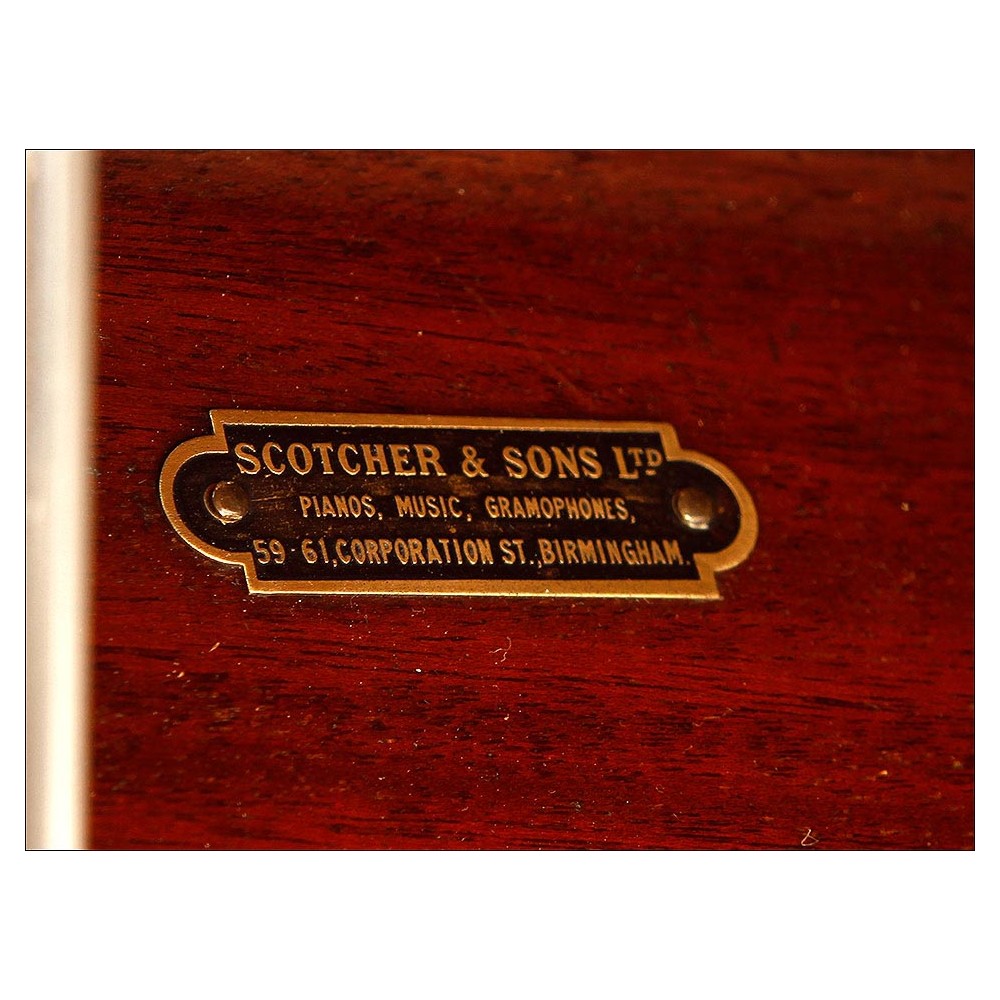 SCOTCHER & SONS LTD
PIANOS, MUSIC, GRAMOPHONES,
59-61, CORPORATION ST., BIRMINGHAM.